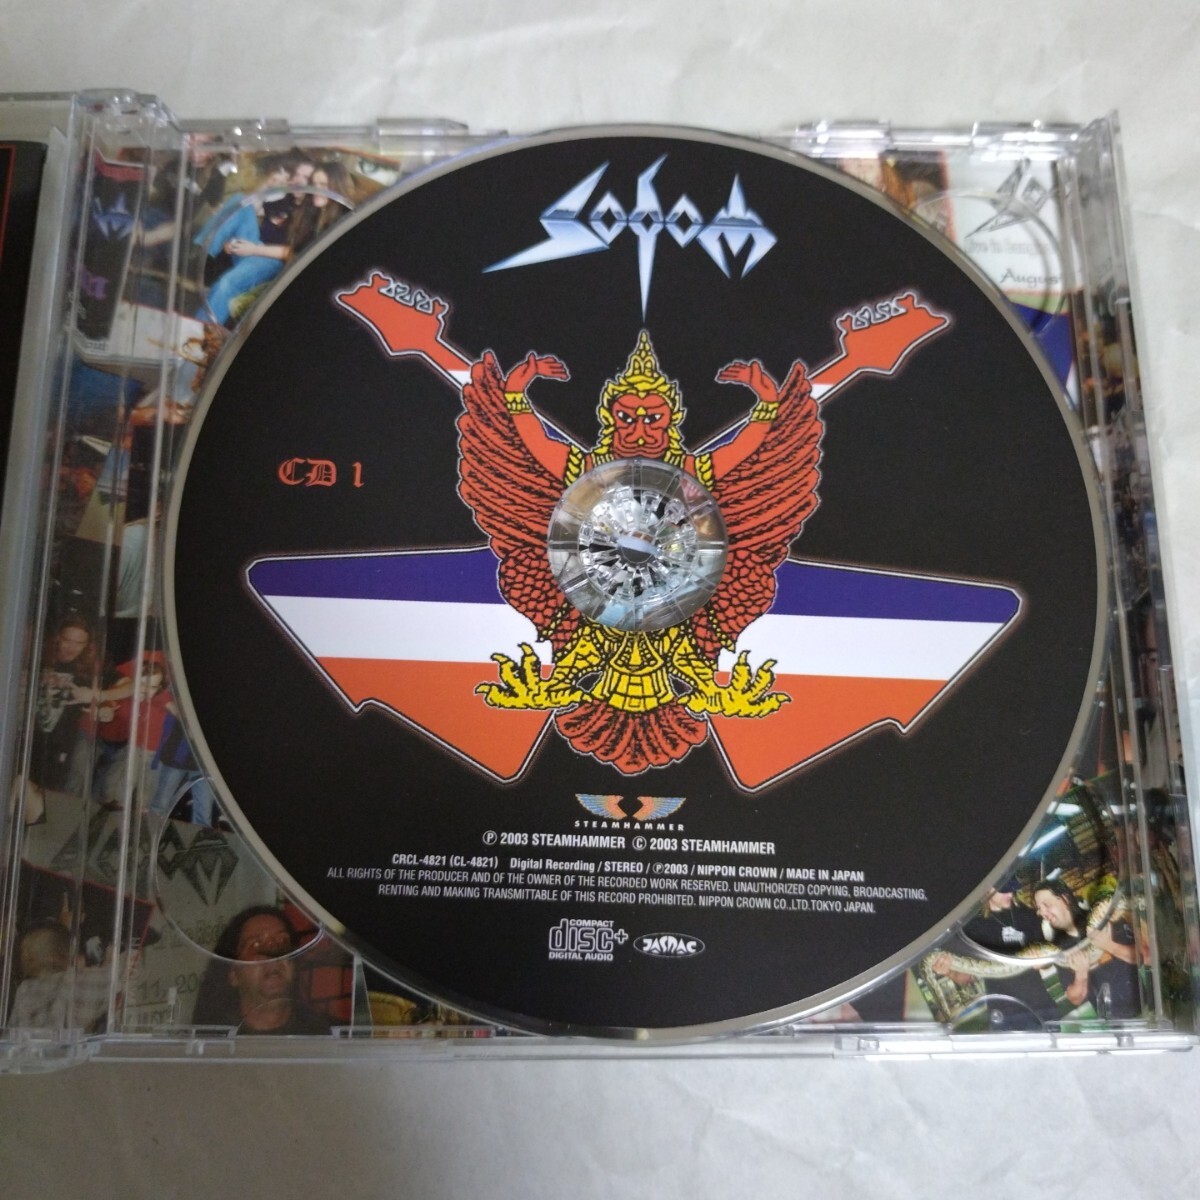 SODOM
CD 1
STEAMHAMMER
Ⓟ 2003 STEAMHAMMER © 2003 STEAMHAMMER
CRCL-4821 (CL-4821) Digital Recording / STEREO / Ⓟ2003 / NIPPON CROWN / MADE IN JAPAN
ALL RIGHTS OF THE PRODUCER AND OF THE OWNER OF THE RECORDED WORK RESERVED. UNAUTHORIZED COPYING, BROADCASTING,
RENTING AND MAKING TRANSMITTABLE OF THIS RECORD PROHIBITED. NIPPON CROWN CO.,LTD.TOKYO JAPAN.
COMPACT
disc+
DIGITAL AUDIO
JASRAC
Augus